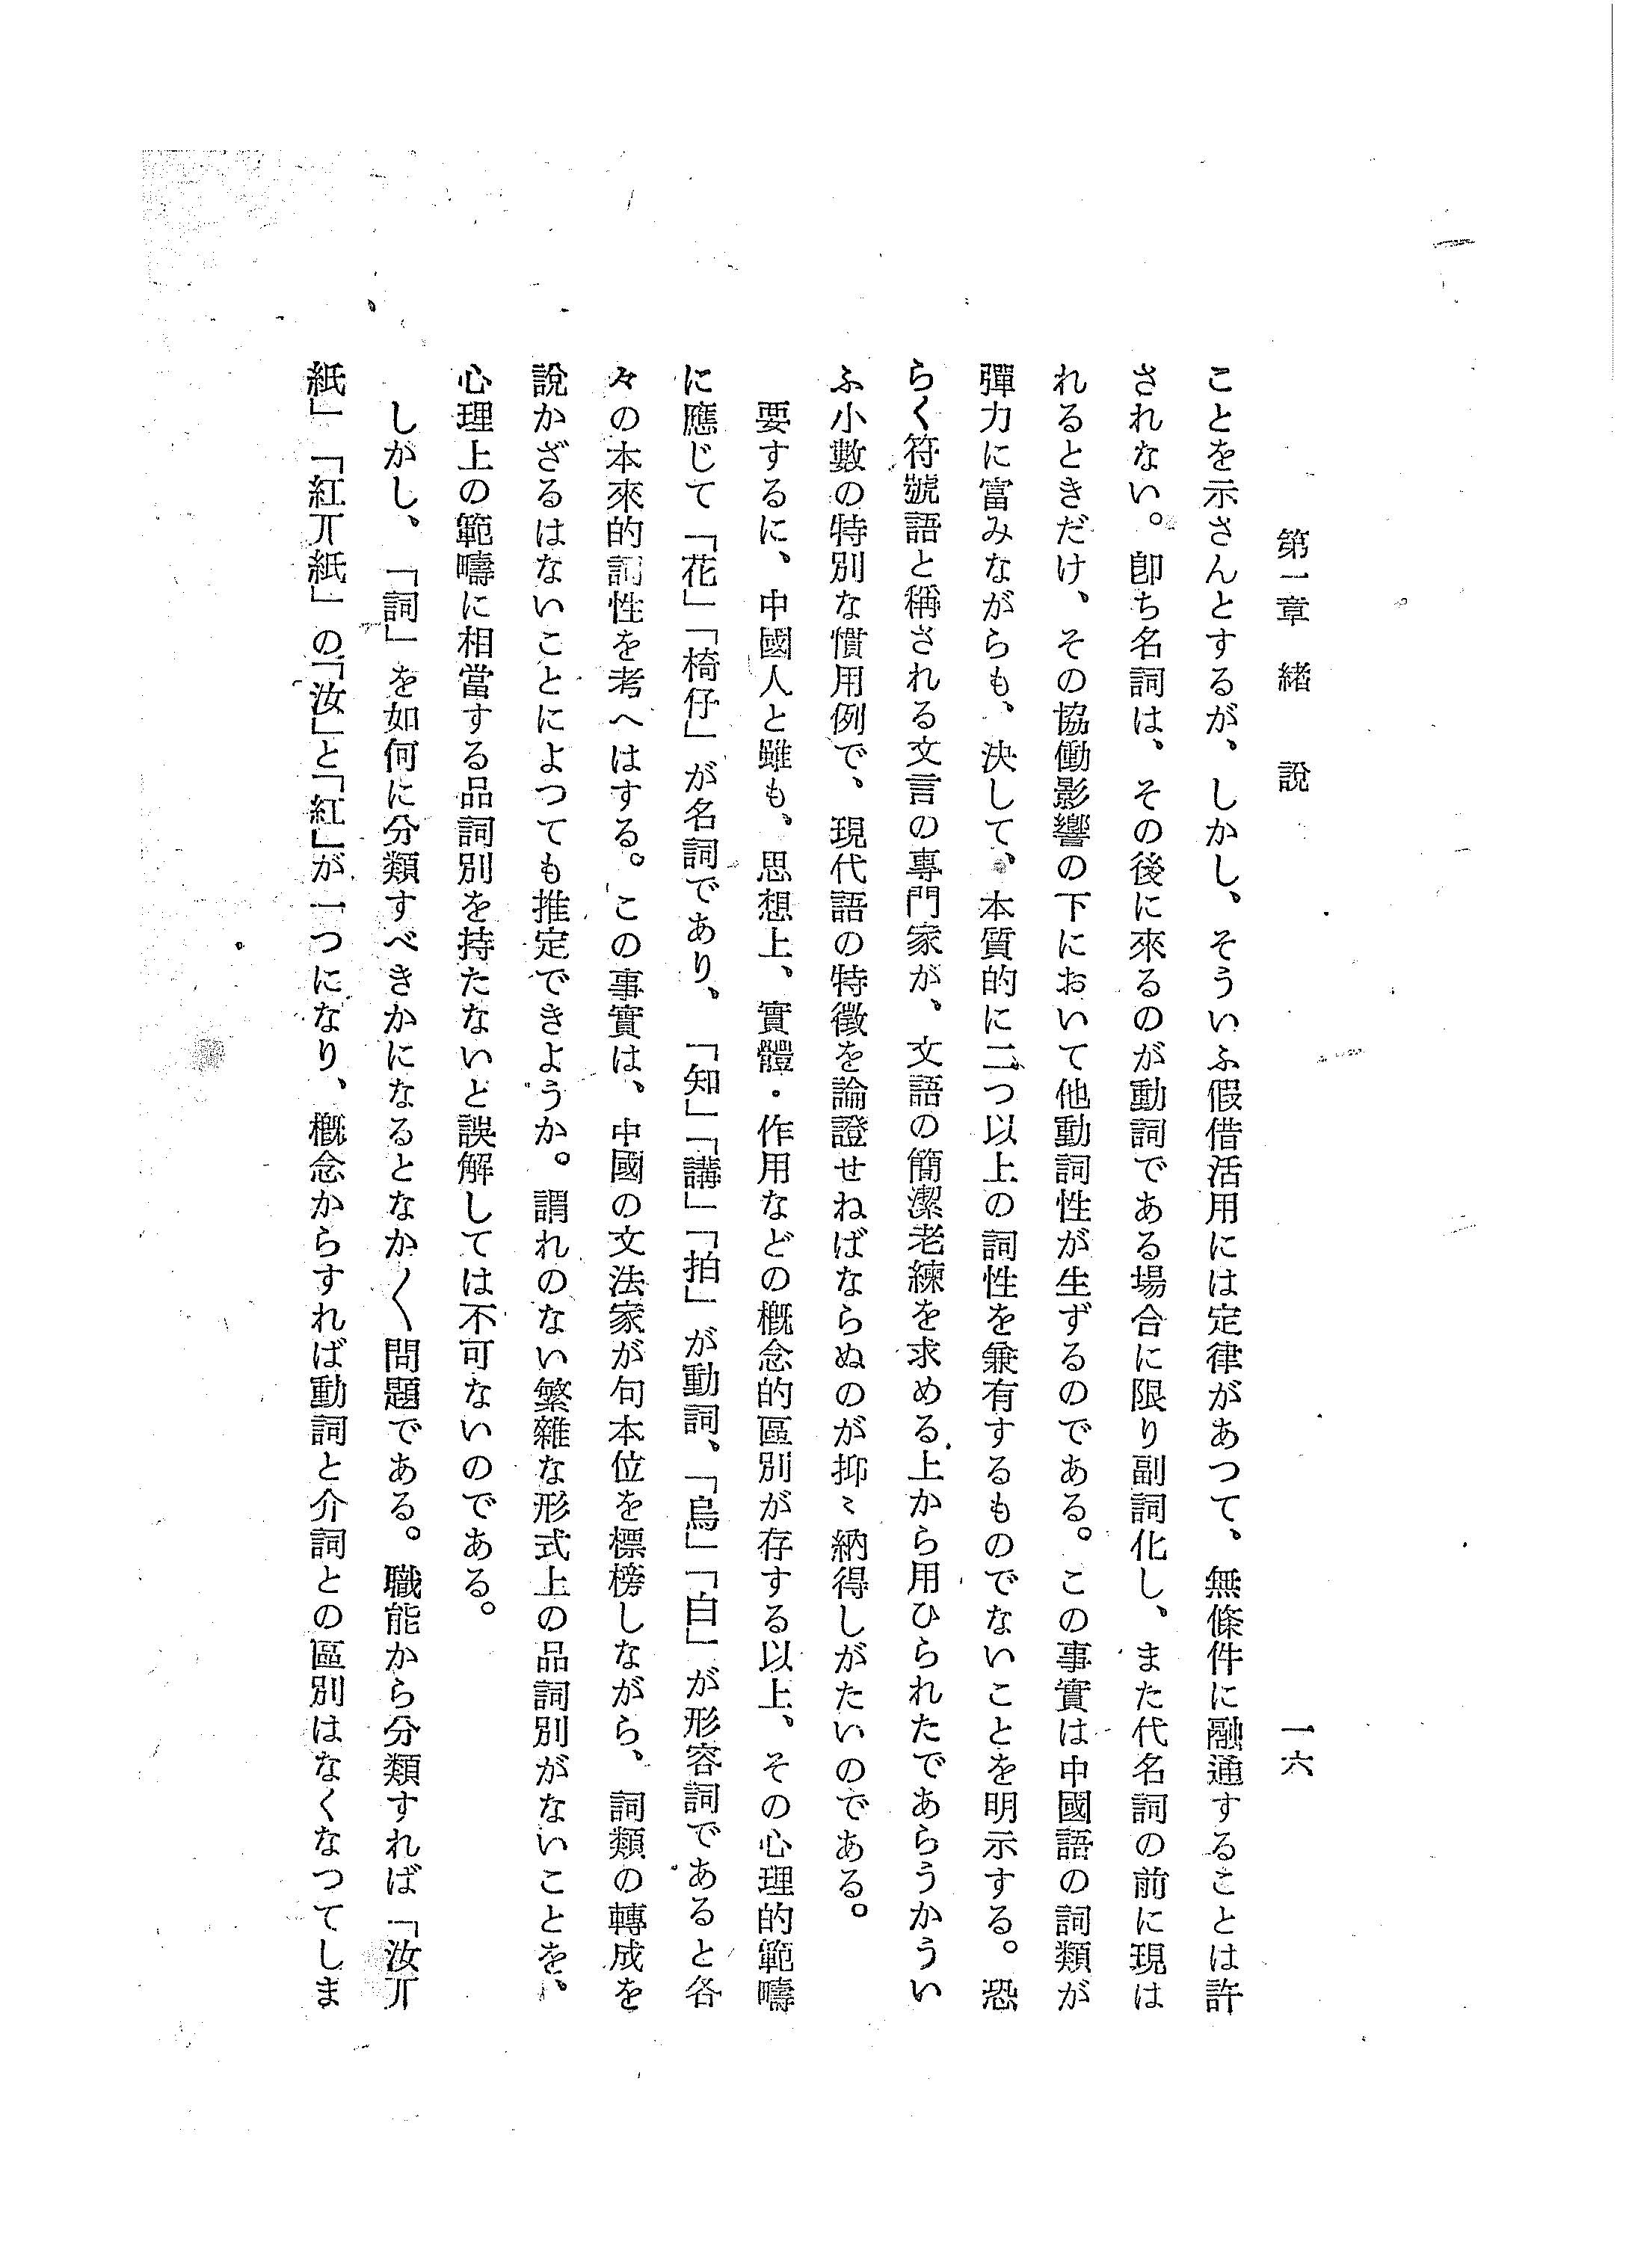 第一章　緒　說　一六
ことを示さんとするが、しかし、そういふ假借活用には定律があつて、無條件に融通することは許
されない。卽ち名詞は、その後に來るのが動詞である場合に限り副詞化し、また代名詞の前に現は
れるときだけ、その協働影響の下において他動詞性が生ずるのである。この事實は中國語の詞類が
彈力に富みながらも、決して、本質的に二つ以上の詞性を兼有するものでないことを明示する。恐
らく符號語と稱される文言の專門家が、文語の簡潔老練を求める上から用ひられたであらうかうい
ふ小數の特別な慣用例で、現代語の特徵を論證せねばならぬのが抑〻納得しがたいのである。
　要するに、中國人と雖も、思想上、實體・作用などの概念的區別が存する以上、その心理的範疇
に應じて「花」「椅仔」が名詞であり、「知」「講」「拍」が動詞、「烏」「白」が形容詞であると各
々の本來的詞性を考へはする。この事實は、中國の文法家が句本位を標榜しながら、詞類の轉成を
說かざるはないことによつても推定できようか。謂れのない繁雜な形式上の品詞別がないことを、
心理上の範疇に相當する品詞別を持たないと誤解しては不可ないのである。
　しがし、「詞」を如何に分類すべきかになるとなか〱問題である。職能から分類すれば「汝丌
紙」「紅丌紙」の「汝」と「紅」が一つになり、概念からすれば動詞と介詞との區別はなくなつてしま